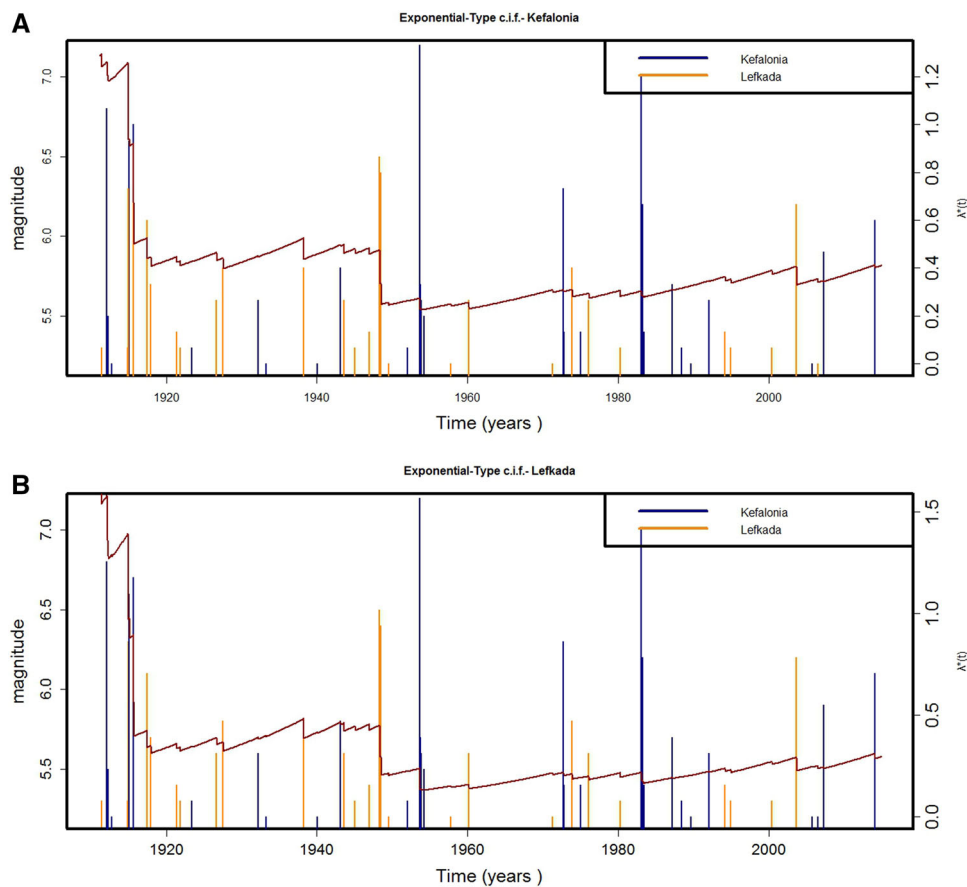 A
Exponential-Type c.i.f.- Kefalonia
Kefalonia
Lefkada
magnitude
7.0
6.5
6.0
5.5
1.2
1.0
0.8
0.6
0.4
0.2
0.0
λ*(t)
1920
1940
1960
1980
2000
Time (years )
B
Exponential-Type c.i.f.- Lefkada
Kefalonia
Lefkada
magnitude
7.0
6.5
6.0
5.5
1.5
1.0
0.5
0.0
λ*(t)
1920
1940
1960
1980
2000
Time (years )